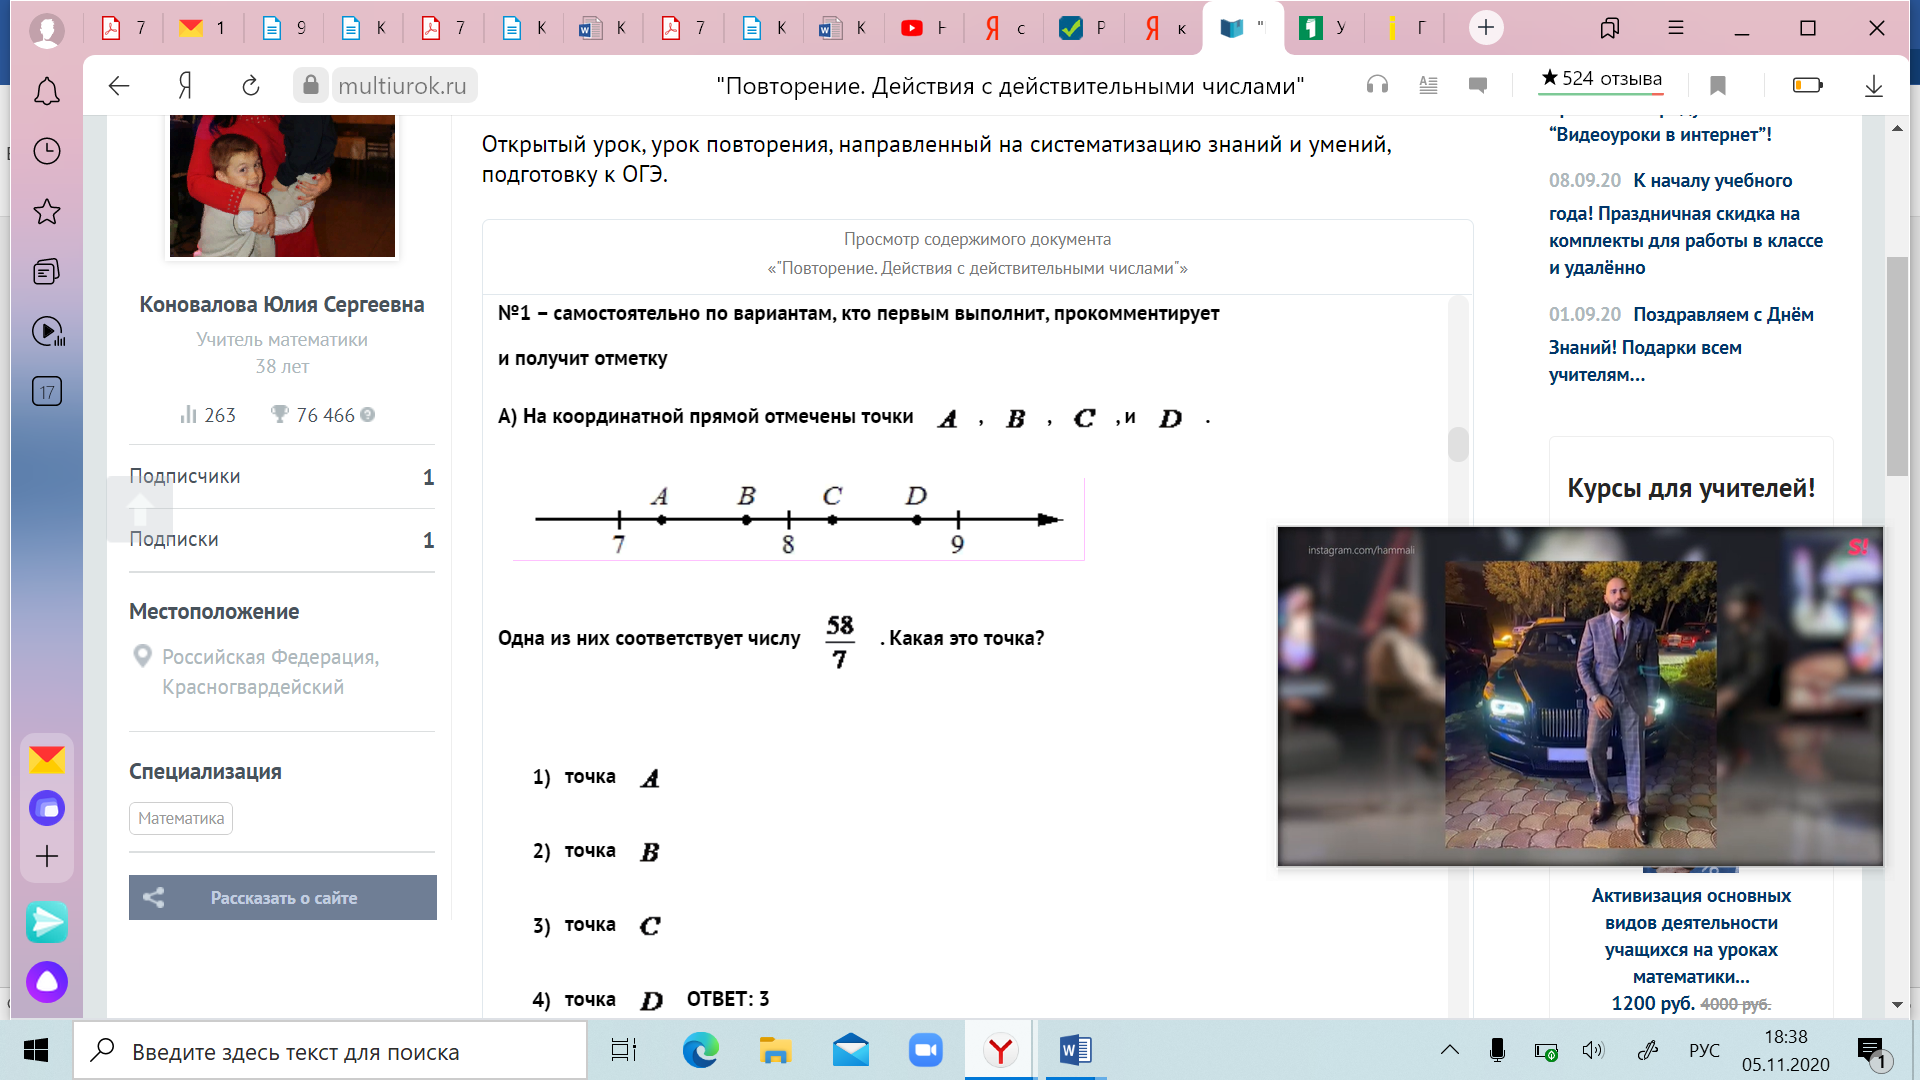 7
1
9
К
7
К
К
7
К
К
Н
с
Р
к
"
У
Г
Я
multiurok.ru
"Повторение. Действия с действительными числами"
★524 отзыва
Открытый урок, урок повторения, направленный на систематизацию знаний и умений,
подготовку к ОГЭ.
Просмотр содержимого документа
«"Повторение. Действия с действительными числами"»
№1 – самостоятельно по вариантам, кто первым выполнит, прокомментирует
и получит отметку
А) На координатной прямой отмечены точки A , B , C , и D .
A B C D
7 8 9
Одна из них соответствует числу 58/7 . Какая это точка?
1) точка A
2) точка B
3) точка C
4) точка D ОТВЕТ: 3
17
Коновалова Юлия Сергеевна
Учитель математики
38 лет
263 76 466 ?
Подписчики 1
Подписки 1
Местоположение
Российская Федерация,
Красногвардейский
Специализация
Математика
Рассказать о сайте
“Видеоуроки в интернет”!
08.09.20 К началу учебного
года! Праздничная скидка на
комплекты для работы в классе
и удалённо
01.09.20 Поздравляем с Днём
Знаний! Подарки всем
учителям...
Курсы для учителей!
instagram.com/hammali
S!
Активизация основных
видов деятельности
учащихся на уроках
математики...
1200 руб. 4000 руб.
Введите здесь текст для поиска
РУС
18:38
05.11.2020
1